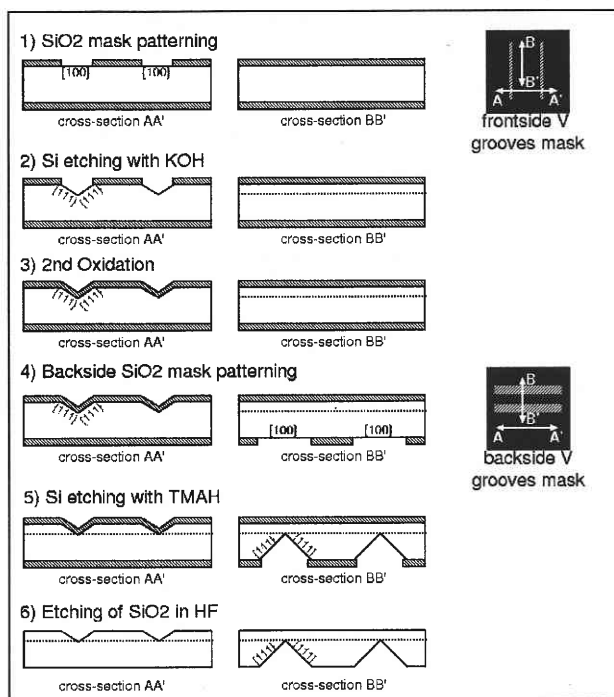 1) SiO2 mask patterning
[100] [100]
cross-section AA' cross-section BB'
B
B'
A A'
frontside V
grooves mask
2) Si etching with KOH
[111] [111]
cross-section AA' cross-section BB'
3) 2nd Oxidation
[111] [111]
cross-section AA' cross-section BB'
4) Backside SiO2 mask patterning
[111] [111]
[100] [100]
cross-section AA' cross-section BB'
B
B'
A A'
backside V
grooves mask
5) Si etching with TMAH
[111] [111]
cross-section AA' cross-section BB'
6) Etching of SiO2 in HF
[111] [111]
cross-section AA' cross-section BB'